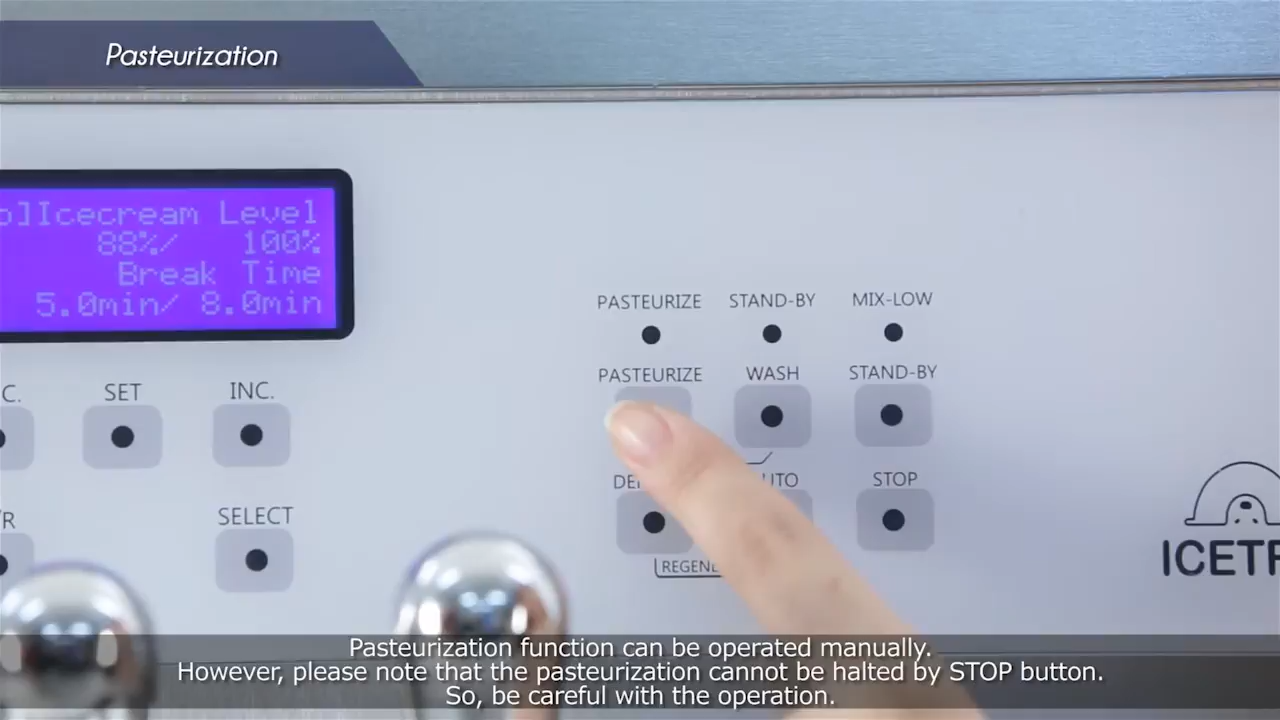 Pasteurization
Icecream Level
88%/ 100%
Break Time
5.0min/ 8.0min
PASTEURIZE STAND-BY MIX-LOW
PASTEURIZE WASH STAND-BY
C. SET INC.
STOP
SELECT
ICET
Pasteurization function can be operated manually.
However, please note that the pasteurization cannot be halted by STOP button.
So, be careful with the operation.